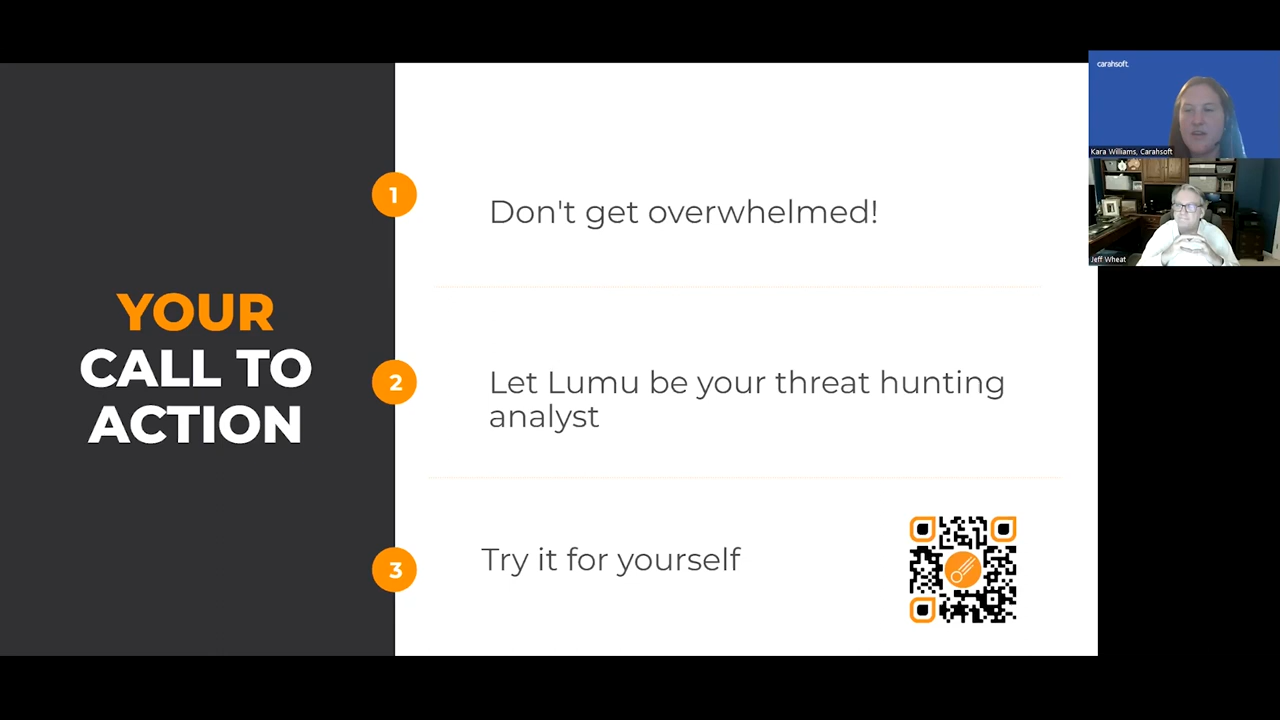 YOUR
CALL TO
ACTION
1
Don't get overwhelmed!
2
Let Lumu be your threat hunting
analyst
3
Try it for yourself
carahsoft.
Kara Williams, Carahsoft
Jeff Wheat